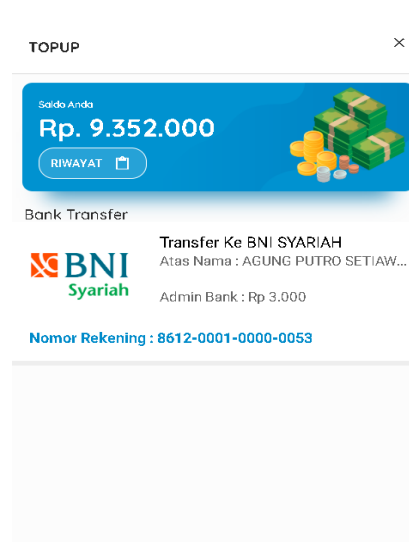 TOPUP
Saldo Anda
Rp. 9.352.000
RIWAYAT
Bank Transfer
BNI
Syariah
Transfer Ke BNI SYARIAH
Atas Nama : AGUNG PUTRO SETIAW...
Admin Bank : Rp 3.000
Nomor Rekening : 8612-0001-0000-0053